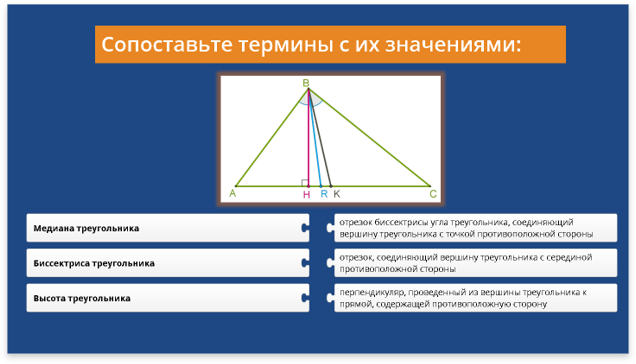 Сопоставьте термины с их значениями:
B
A H R K C
Медиана треугольника
отрезок биссектрисы угла треугольника, соединяющий
вершину треугольника с точкой противоположной стороны
Биссектриса треугольника
отрезок, соединяющий вершину треугольника с серединой
противоположной стороны
Высота треугольника
перпендикуляр, проведенный из вершины треугольника к
прямой, содержащей противоположную сторону